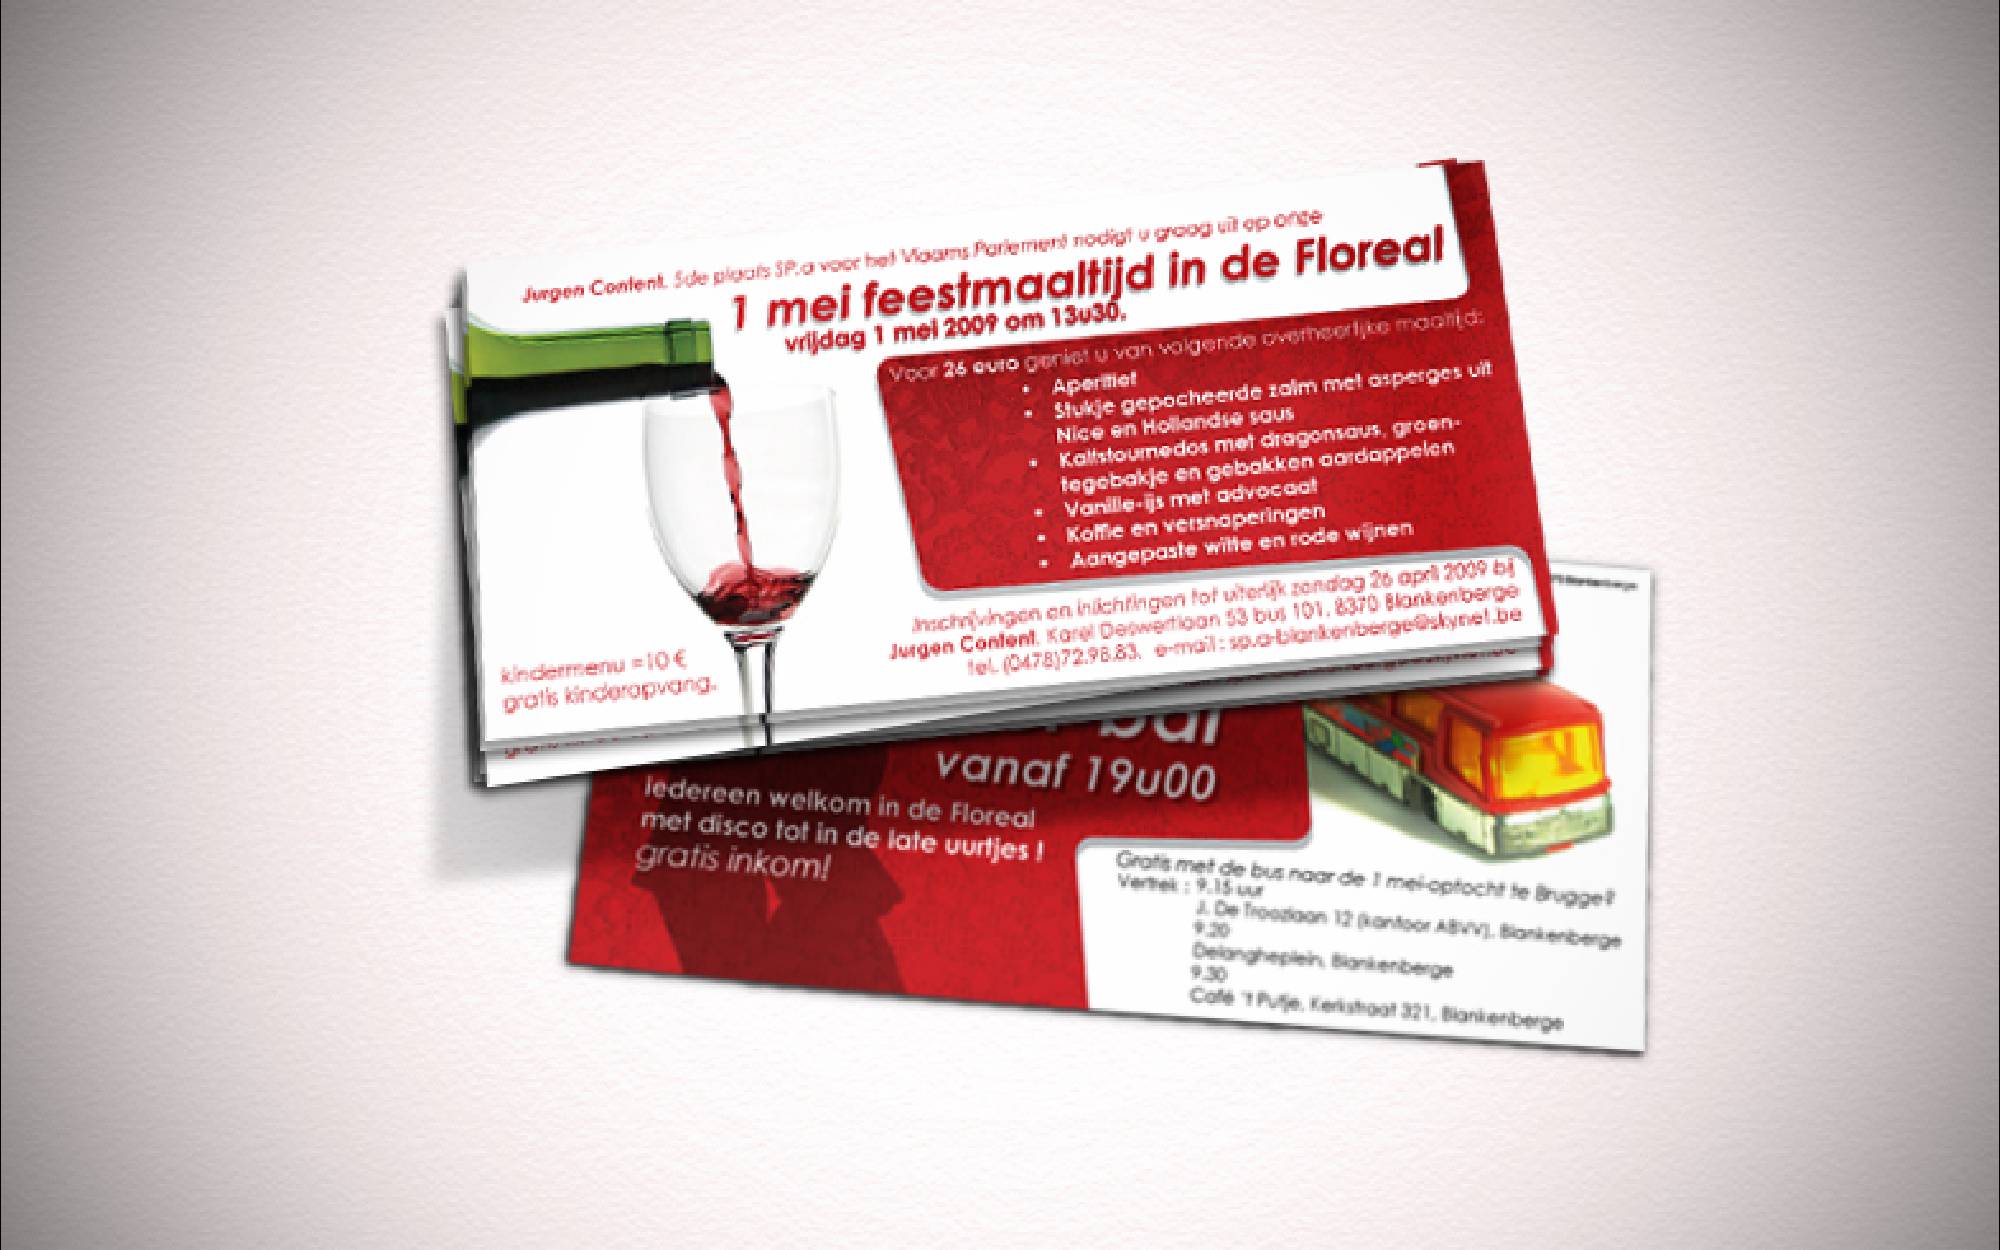 Jurgen Content. 5de plaats SP.a voor het Vlaams Parlement nodigt u graag uit op onze
1 mei feestmaaltijd in de Floreal
vrijdag 1 mei 2009 om 13u30.
Voor 26 euro geniet u van volgende overheerlijke maaltijd:
• Aperitief
• Stukje gepocheerde zalm met asperges uit
Nice en Hollandse saus
• Kalfstournedos met dragonsaus, groen-
tegebakje en gebakken aardappelen
• Vanille-ijs met advocaat
• Koffie en versnaperingen
• Aangepaste witte en rode wijnen
Inschrijvingen en inlichtingen tot uiterlijk zondag 26 april 2009 bij
Jurgen Content, Karel Deswertlaan 53 bus 101, 8370 Blankenberge
tel. (0478)72.98.83. e-mail : sp.a-blankenberge@skynet.be
kindermenu =10 €
gratis kinderopvang.
Blankenberge
bal
vanaf 19u00
Iedereen welkom in de Floreal
met disco tot in de late uurtjes !
gratis inkom!
Gratis met de bus naar de 1 mei-optocht te Brugge?
Vertrek : 9.15 uur
J. De Troozlaan 12 (kantoor ABVV), Blankenberge
9.20
Delangheplein, Blankenberge
9.30
Café 't Putje, Kerkstraat 321, Blankenberge